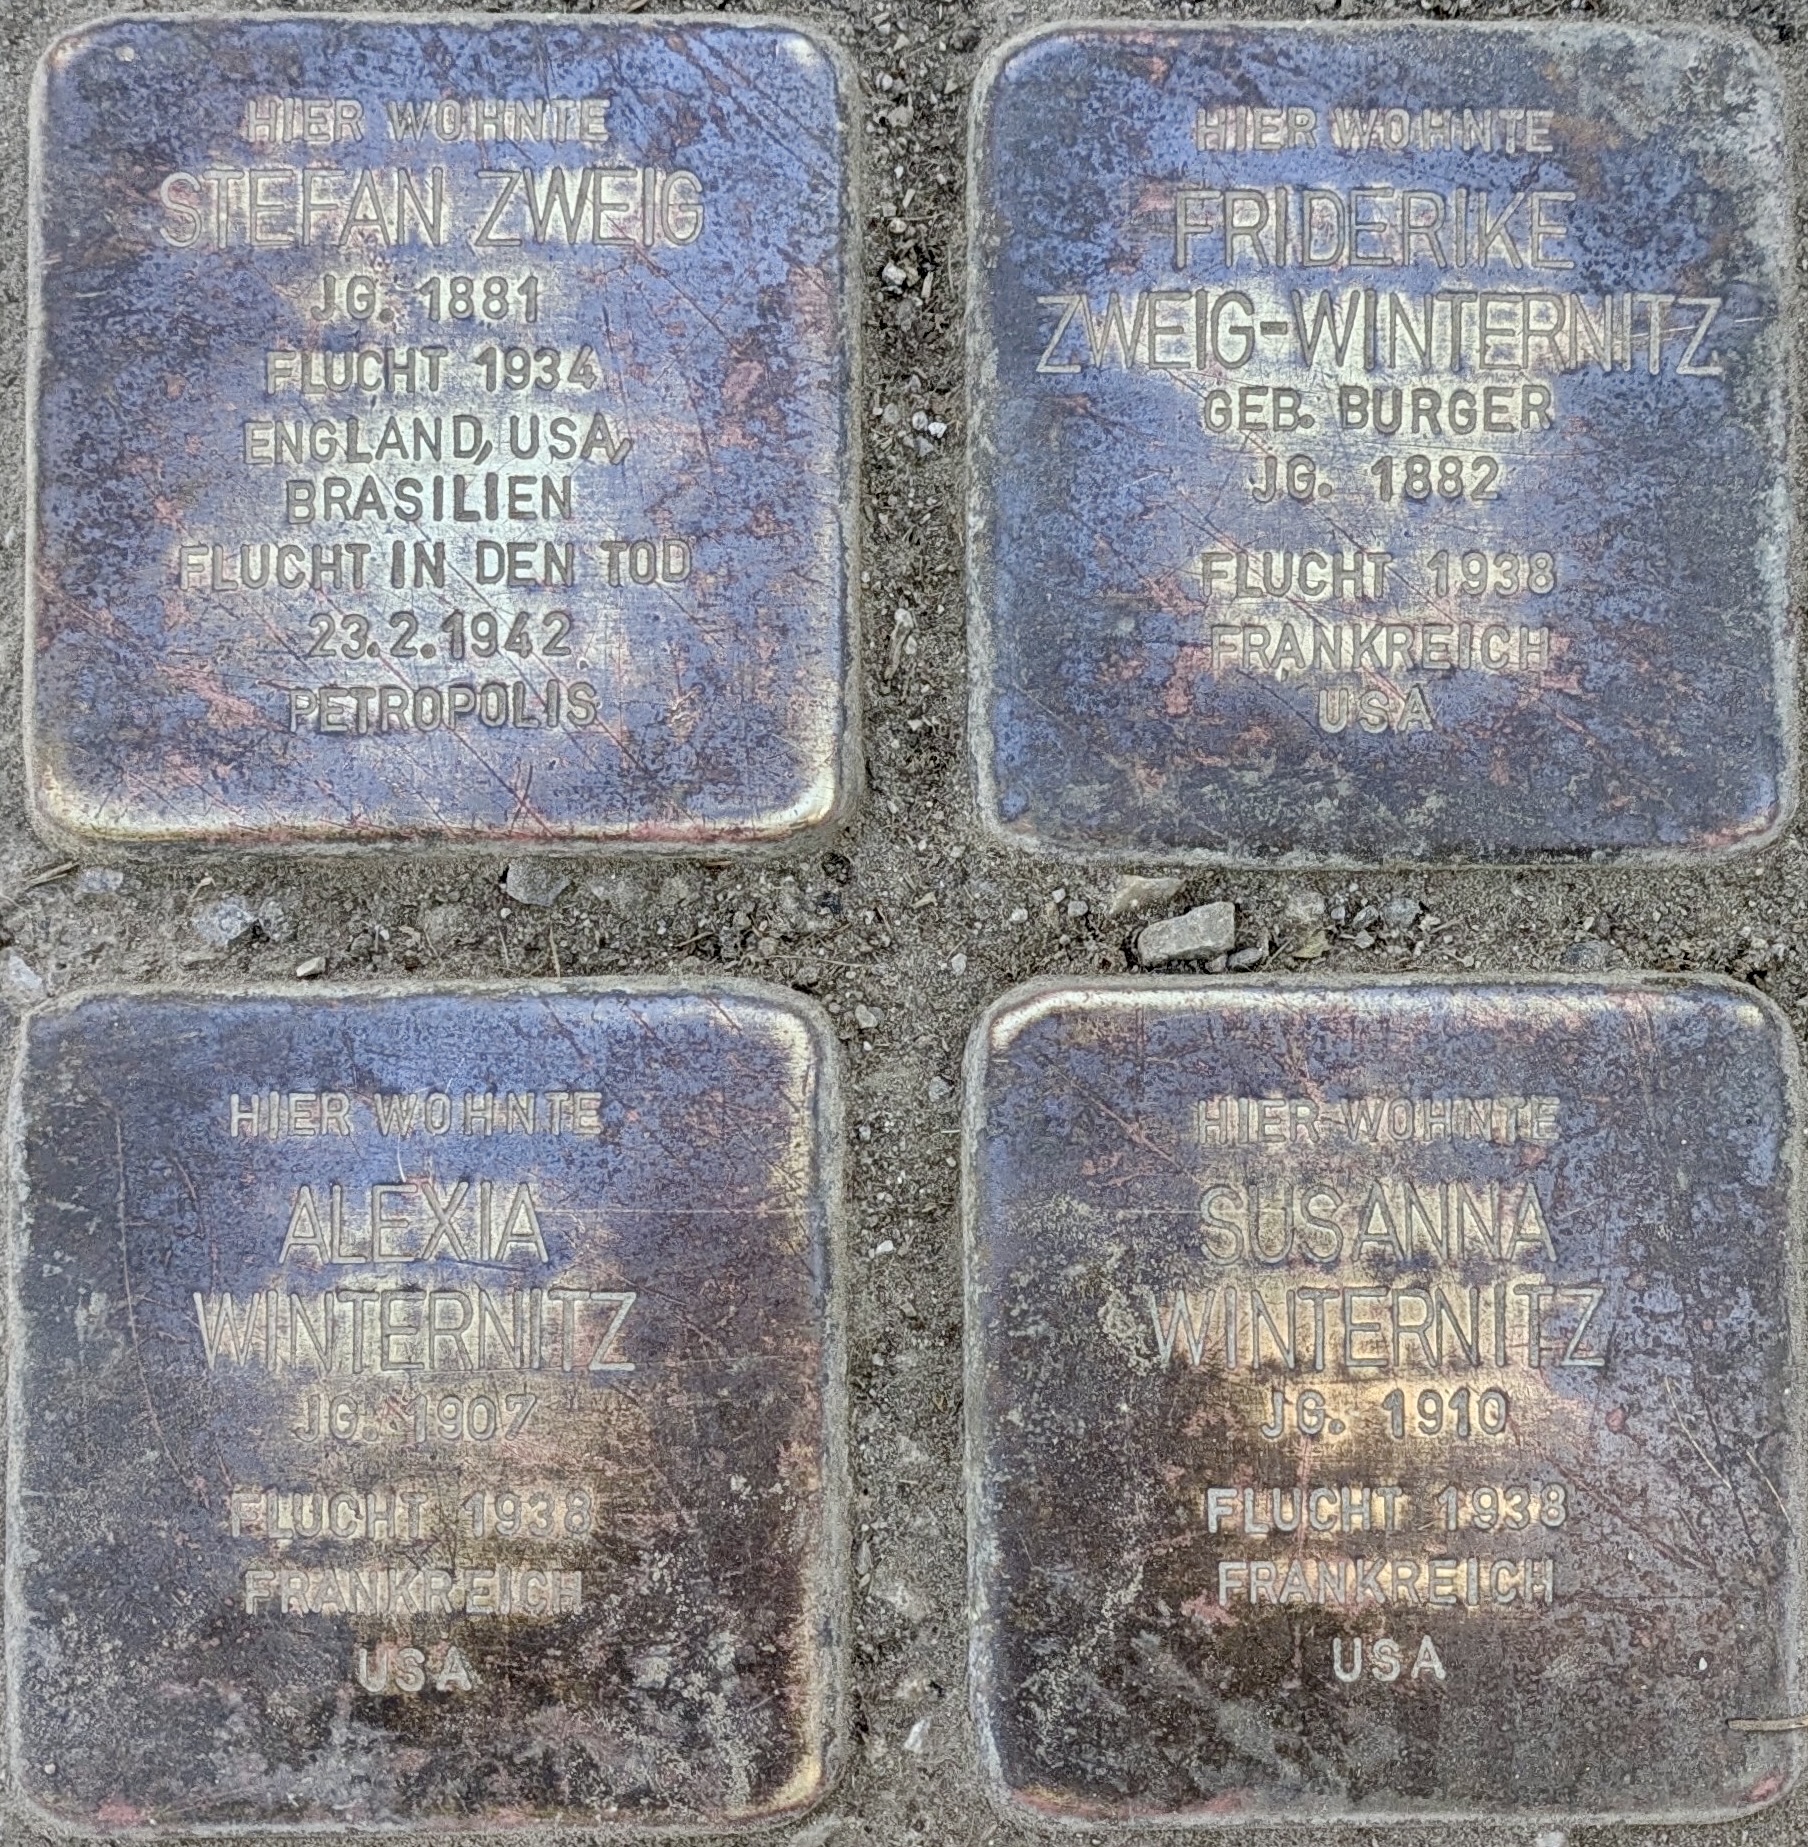 HIER WOHNTE
STEFAN ZWEIG
JG. 1881
FLUCHT 1934
ENGLAND, USA,
BRASILIEN
FLUCHT IN DEN TOD
23.2.1942
PETROPOLIS
HIER WOHNTE
FRIDERIKE
ZWEIG-WINTERNITZ
GEB. BURGER
JG. 1882
FLUCHT 1938
FRANKREICH
USA
HIER WOHNTE
ALEXIA
WINTERNITZ
JG. 1907
FLUCHT 1938
FRANKREICH
USA
HIER WOHNTE
SUSANNA
WINTERNITZ
JG. 1910
FLUCHT 1938
FRANKREICH
USA